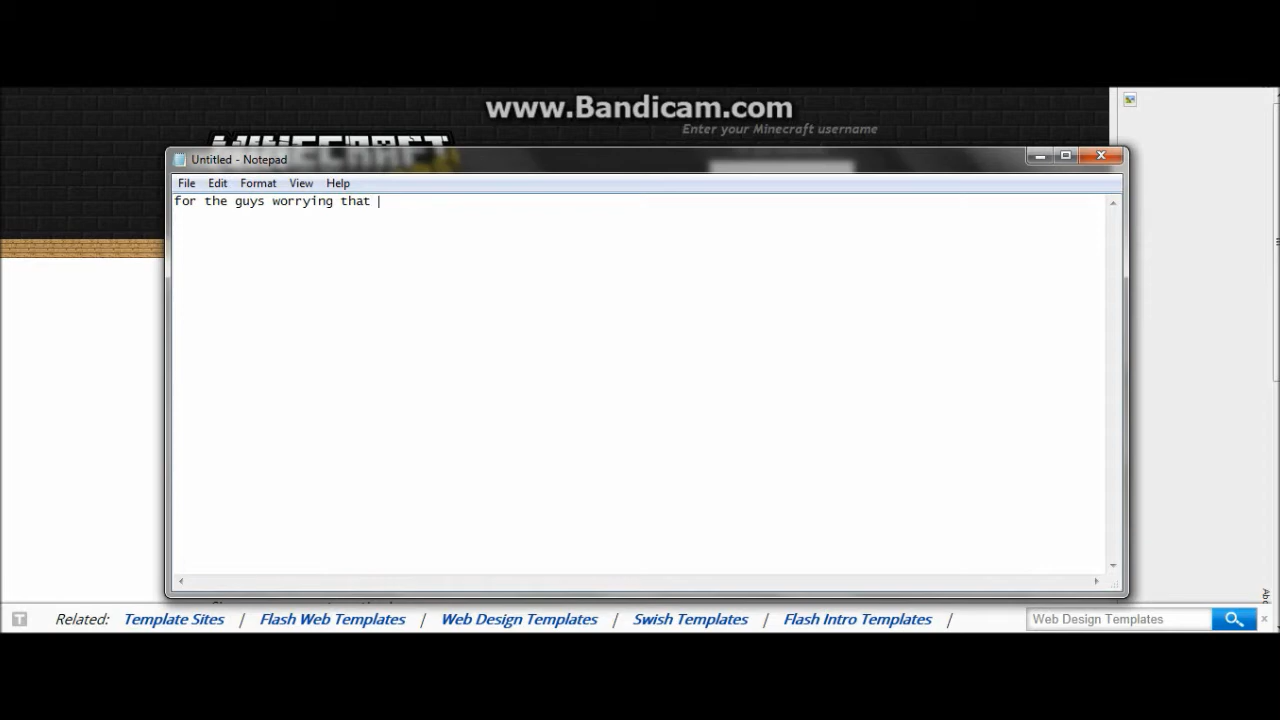 www.Bandicam.com
Enter your Minecraft username
MINECRAFT
Untitled - Notepad
File Edit Format View Help
for the guys worrying that
Related: Template Sites / Flash Web Templates / Web Design Templates / Swish Templates / Flash Intro Templates /
Web Design Templates